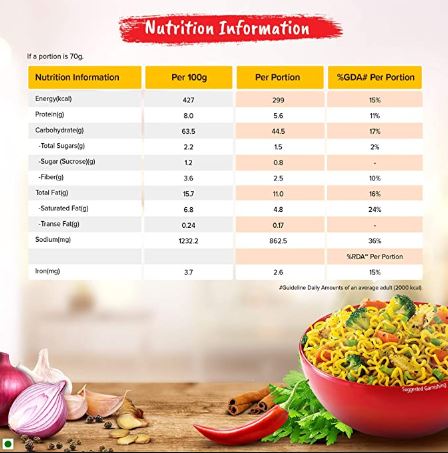 Nutrition Information
If a portion is 70g.
Nutrition Information Per 100g Per Portion %GDA# Per Portion
Energy(kcal) 427 299 15%
Protein(g) 8.0 5.6 11%
Carbohydrate(g) 63.5 44.5 17%
-Total Sugars(g) 2.2 1.5 2%
-Sugar (Sucrose)(g) 1.2 0.8 -
-Fiber(g) 3.6 2.5 10%
Total Fat(g) 15.7 11.0 16%
-Saturated Fat(g) 6.8 4.8 24%
-Transe Fat(g) 0.24 0.17 -
Sodium(mg) 1232.2 862.5 36%
%RDA** Per Portion
Iron(mg) 3.7 2.6 15%
#Guideline Daily Amounts of an average adult (2000 kcal).
Suggested Garnishing